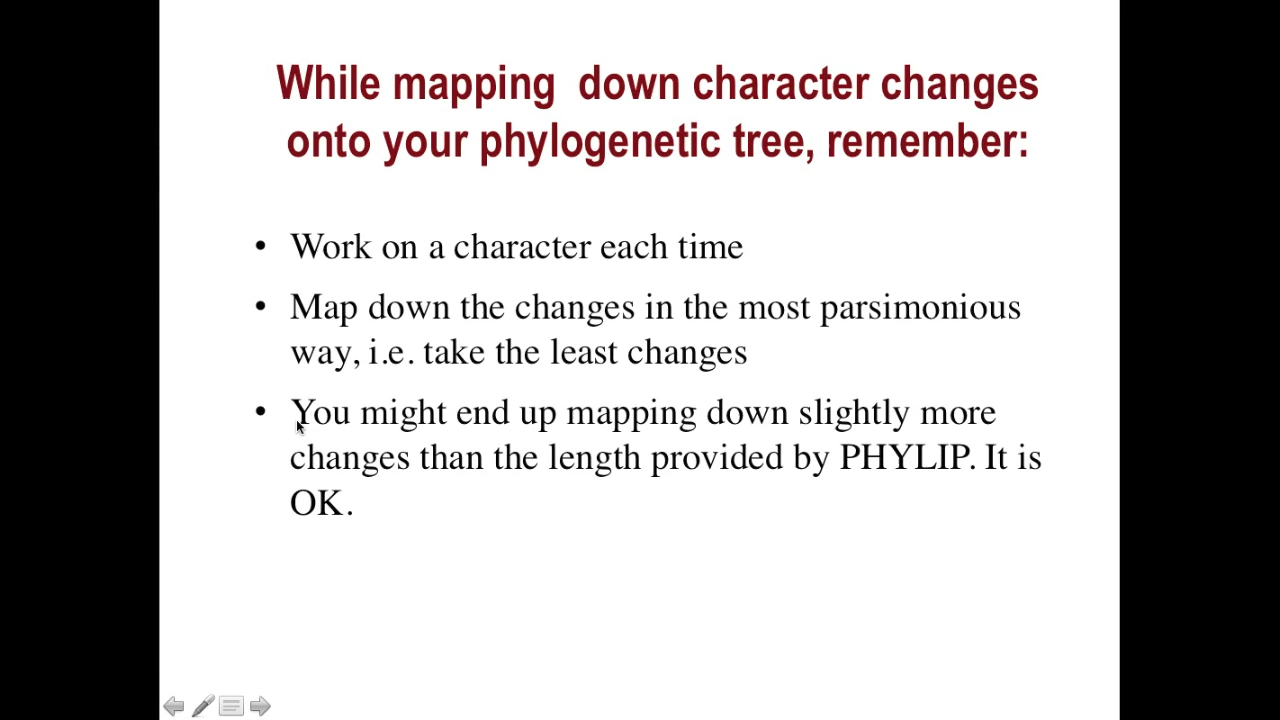 While mapping  down character changes
onto your phylogenetic tree, remember:
• Work on a character each time
• Map down the changes in the most parsimonious
way, i.e. take the least changes
• You might end up mapping down slightly more
changes than the length provided by PHYLIP. It is
OK.